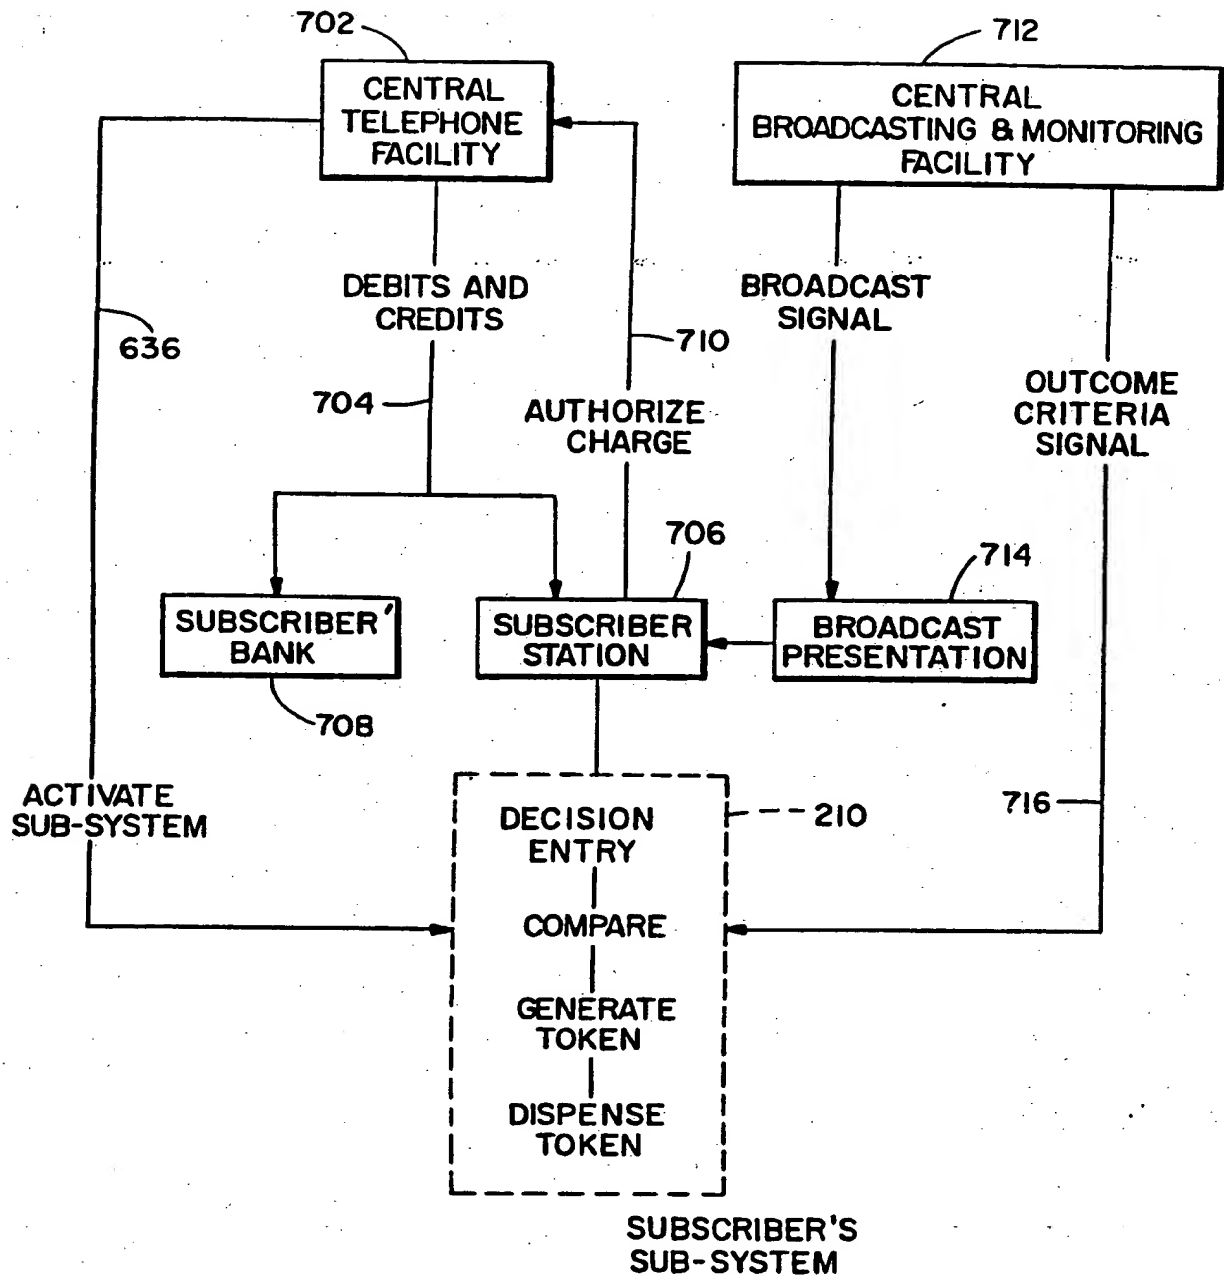 702
712
CENTRAL
TELEPHONE
FACILITY
CENTRAL
BROADCASTING & MONITORING
FACILITY
DEBITS AND
CREDITS
BROADCAST
SIGNAL
636
710
704
AUTHORIZE
CHARGE
OUTCOME
CRITERIA
SIGNAL
706
714
SUBSCRIBER'
BANK
SUBSCRIBER
STATION
BROADCAST
PRESENTATION
708
ACTIVATE
SUB-SYSTEM
716
210
DECISION
ENTRY
COMPARE
GENERATE
TOKEN
DISPENSE
TOKEN
SUBSCRIBER'S
SUB-SYSTEM